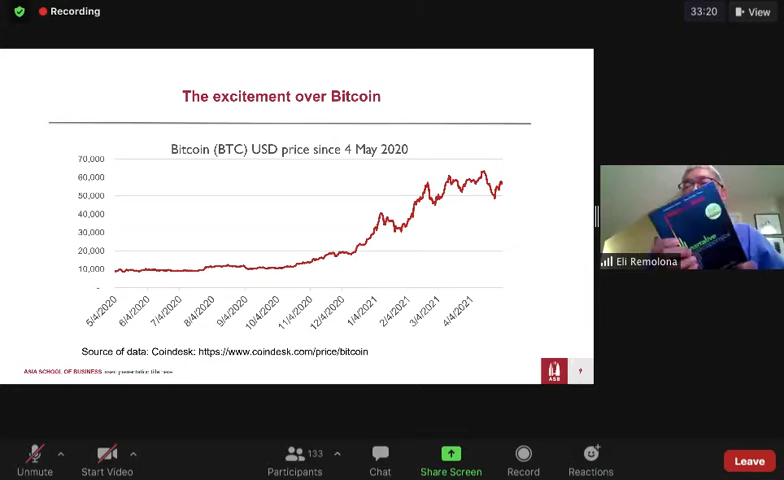 Recording
33:20
View
The excitement over Bitcoin
Bitcoin (BTC) USD price since 4 May 2020
70,000
60,000
50,000
40,000
30,000
20,000
10,000
-
5/4/2020
6/4/2020
7/4/2020
8/4/2020
9/4/2020
10/4/2020
11/4/2020
12/4/2020
1/4/2021
2/4/2021
3/4/2021
4/4/2021
Source of data: Coindesk: https://www.coindesk.com/price/bitcoin
ASIA SCHOOL OF BUSINESS
ASB
9
Eli Remolona
Unmute
Start Video
133
Participants
Chat
Share Screen
Record
Reactions
Leave